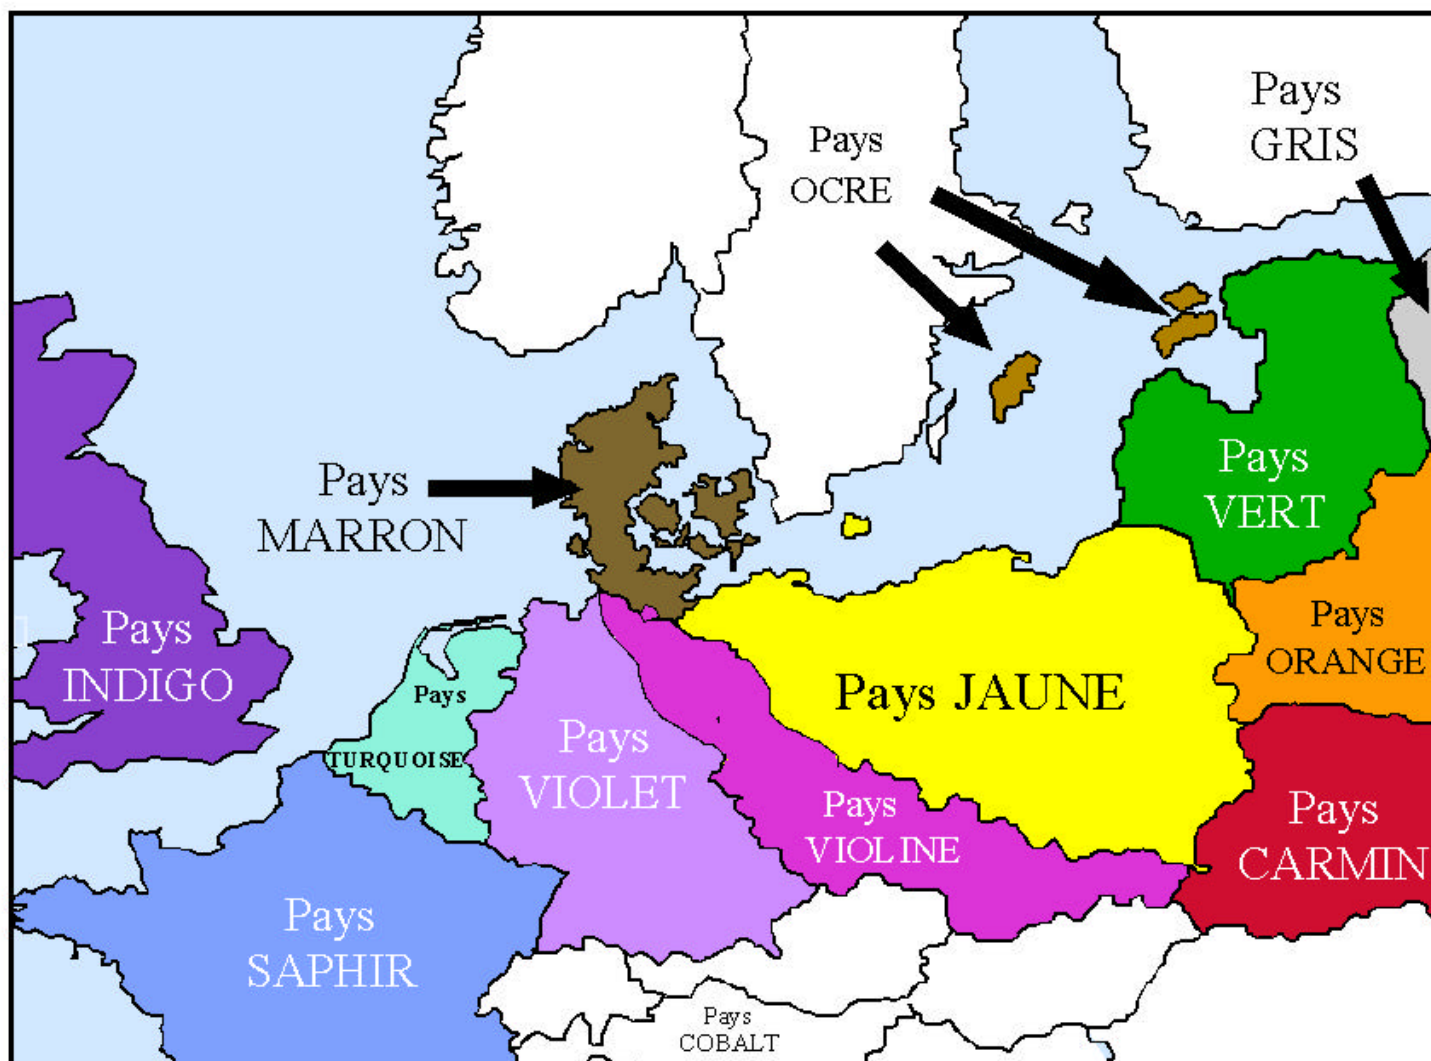 Pays
GRIS
Pays
OCRE
Pays
MARRON
Pays
VERT
Pays
INDIGO
Pays
ORANGE
Pays
TURQUOISE
Pays JAUNE
Pays
VIOLET
Pays
VIOLINE
Pays
CARMIN
Pays
SAPHIR
Pays
COBALT